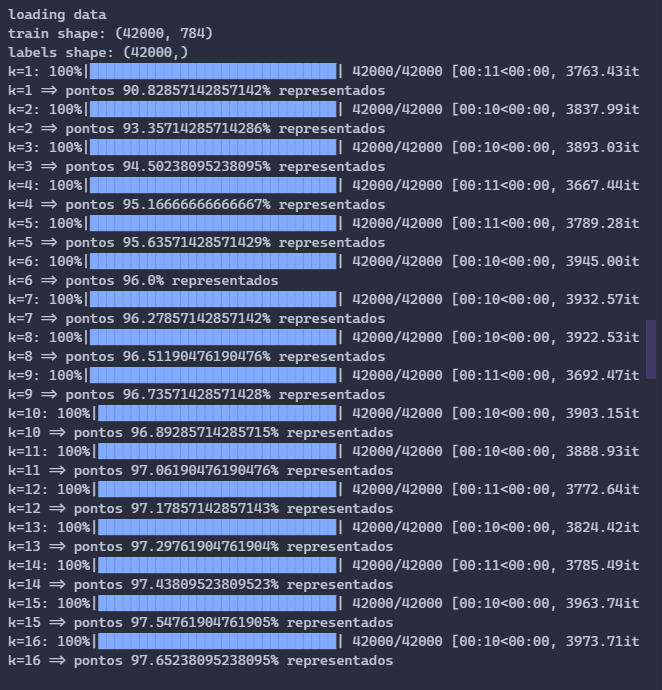 loading data
train shape: (42000, 784)
labels shape: (42000,)
k=1: 100%|██████████████████████████████| 42000/42000 [00:11<00:00, 3763.43it
k=1 => pontos 90.82857142857142% representados
k=2: 100%|██████████████████████████████| 42000/42000 [00:10<00:00, 3837.99it
k=2 => pontos 93.35714285714286% representados
k=3: 100%|██████████████████████████████| 42000/42000 [00:10<00:00, 3893.03it
k=3 => pontos 94.50238095238095% representados
k=4: 100%|██████████████████████████████| 42000/42000 [00:11<00:00, 3667.44it
k=4 => pontos 95.16666666666667% representados
k=5: 100%|██████████████████████████████| 42000/42000 [00:11<00:00, 3789.28it
k=5 => pontos 95.63571428571429% representados
k=6: 100%|██████████████████████████████| 42000/42000 [00:10<00:00, 3945.00it
k=6 => pontos 96.0% representados
k=7: 100%|██████████████████████████████| 42000/42000 [00:10<00:00, 3932.57it
k=7 => pontos 96.27857142857142% representados
k=8: 100%|██████████████████████████████| 42000/42000 [00:10<00:00, 3922.53it
k=8 => pontos 96.51190476190476% representados
k=9: 100%|██████████████████████████████| 42000/42000 [00:11<00:00, 3692.47it
k=9 => pontos 96.73571428571428% representados
k=10: 100%|█████████████████████████████| 42000/42000 [00:10<00:00, 3903.15it
k=10 => pontos 96.89285714285715% representados
k=11: 100%|█████████████████████████████| 42000/42000 [00:10<00:00, 3888.93it
k=11 => pontos 97.06190476190476% representados
k=12: 100%|█████████████████████████████| 42000/42000 [00:11<00:00, 3772.64it
k=12 => pontos 97.17857142857143% representados
k=13: 100%|█████████████████████████████| 42000/42000 [00:10<00:00, 3824.42it
k=13 => pontos 97.29761904761904% representados
k=14: 100%|█████████████████████████████| 42000/42000 [00:11<00:00, 3785.49it
k=14 => pontos 97.43809523809523% representados
k=15: 100%|█████████████████████████████| 42000/42000 [00:10<00:00, 3963.74it
k=15 => pontos 97.54761904761905% representados
k=16: 100%|█████████████████████████████| 42000/42000 [00:10<00:00, 3973.71it
k=16 => pontos 97.65238095238095% representados